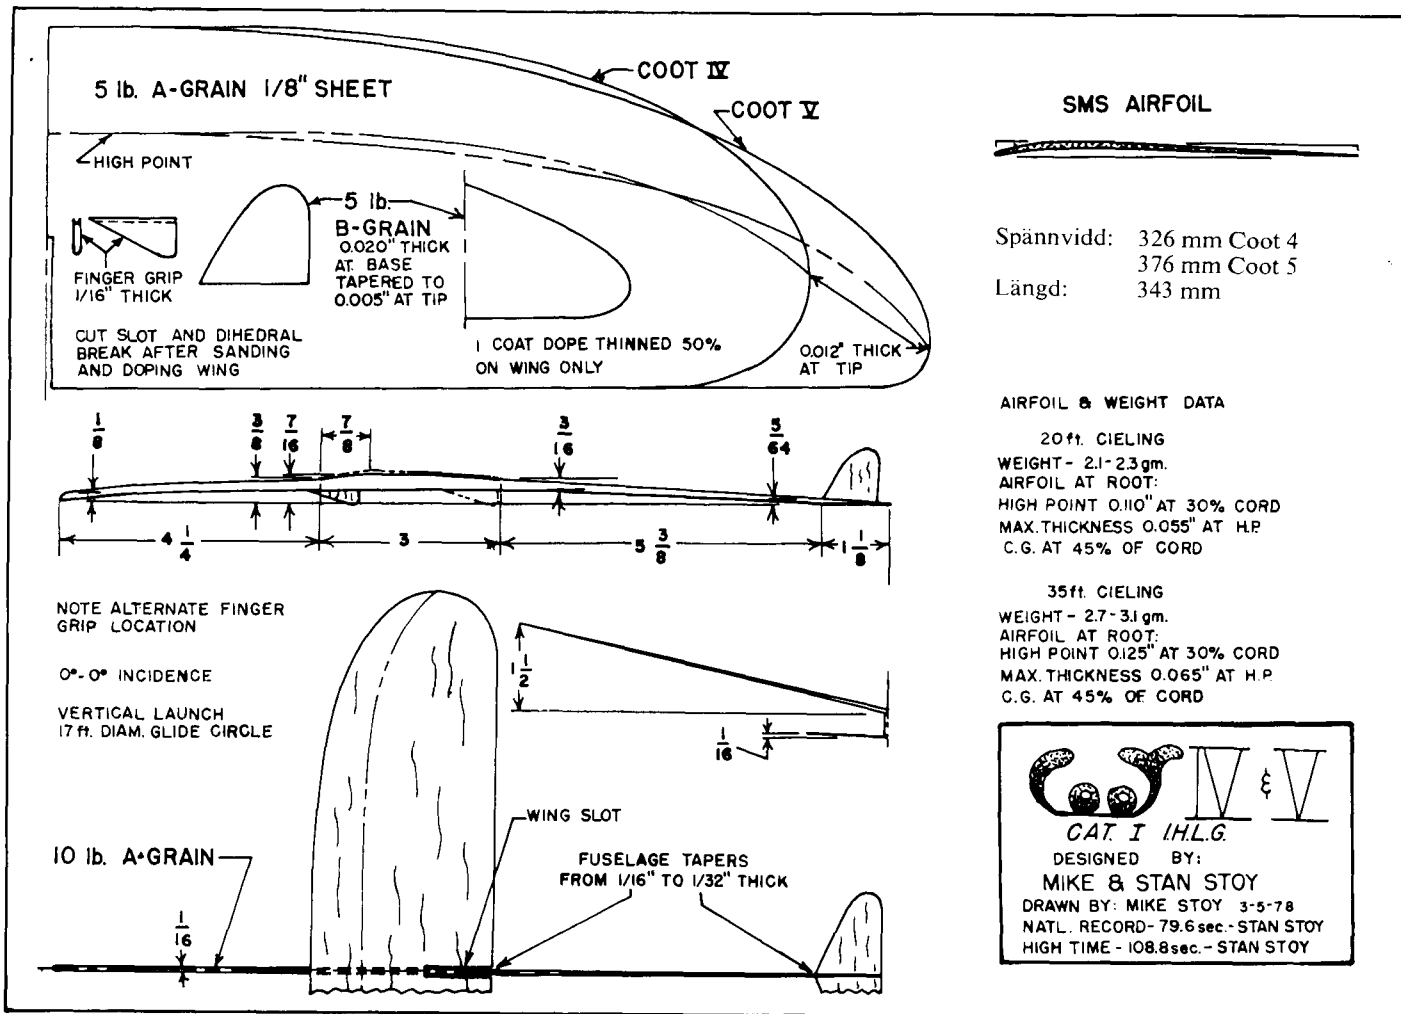 COOT IV
5 lb. A-GRAIN 1/8" SHEET
COOT V
HIGH POINT
5 lb.
B-GRAIN
0.020" THICK
AT BASE
TAPERED TO
0.005" AT TIP
FINGER GRIP
1/16" THICK
CUT SLOT AND DIHEDRAL
BREAK AFTER SANDING
AND DOPING WING
1 COAT DOPE THINNED 50%
ON WING ONLY
0.012" THICK
AT TIP
SMS AIRFOIL
Spännvidd: 326 mm Coot 4
376 mm Coot 5
Längd: 343 mm
1/8
3/8
7/16
7/8
3/16
5/64
4 1/4
3
5 3/8
1 1/8
AIRFOIL & WEIGHT DATA
20ft. CIELING
WEIGHT - 2.1-2.3 gm.
AIRFOIL AT ROOT:
HIGH POINT 0.110" AT 30% CORD
MAX. THICKNESS 0.055" AT H.P.
C.G. AT 45% OF CORD
35ft. CIELING
WEIGHT - 2.7-3.1 gm.
AIRFOIL AT ROOT:
HIGH POINT 0.125" AT 30% CORD
MAX. THICKNESS 0.065" AT H.P.
C.G. AT 45% OF CORD
NOTE ALTERNATE FINGER
GRIP LOCATION
0°-0° INCIDENCE
VERTICAL LAUNCH
17 ft. DIAM. GLIDE CIRCLE
1 1/2
1/16
WING SLOT
10 lb. A-GRAIN
FUSELAGE TAPERS
FROM 1/16" TO 1/32" THICK
1/16
COOT IV & V
CAT. I I.H.L.G.
DESIGNED BY:
MIKE & STAN STOY
DRAWN BY: MIKE STOY 3-5-78
NATL. RECORD - 79.6 sec. - STAN STOY
HIGH TIME - 108.8 sec. - STAN STOY